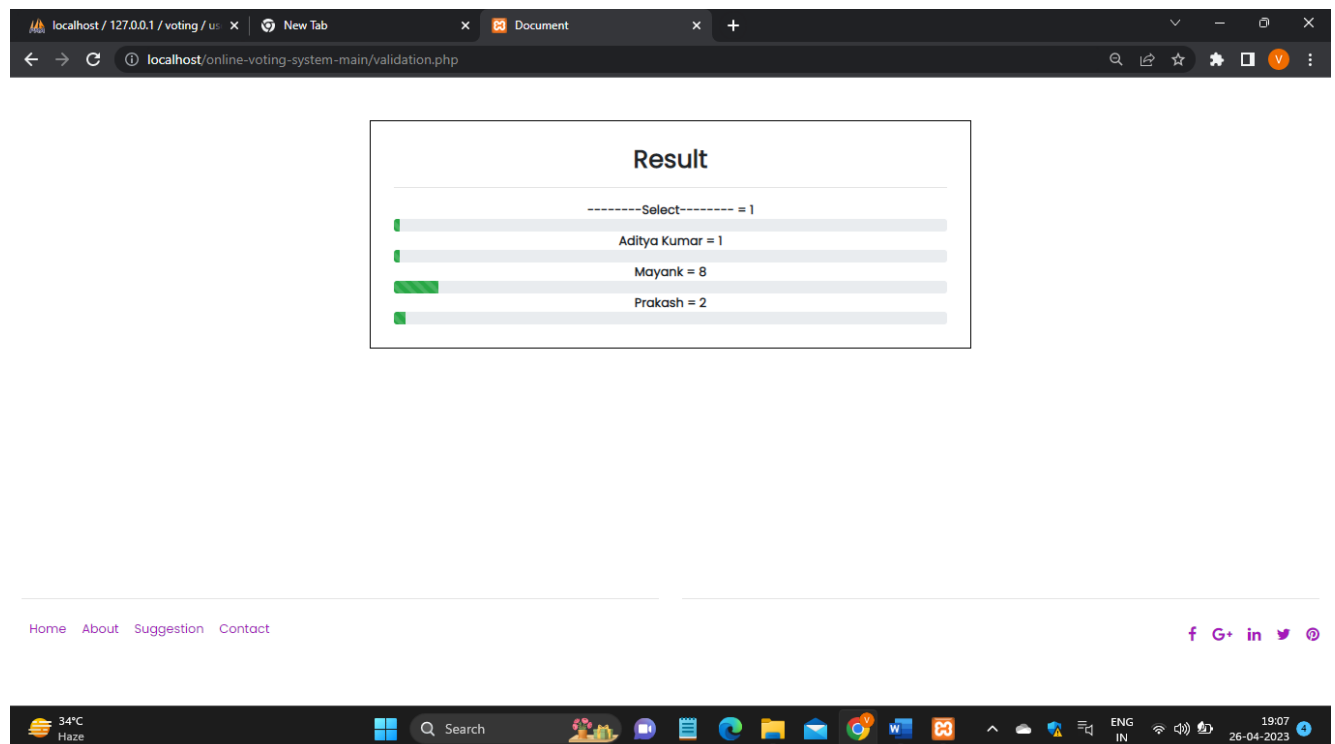 localhost / 127.0.0.1 / voting / us
New Tab
Document
localhost/online-voting-system-main/validation.php
V
Result
--------Select-------- = 1
Aditya Kumar = 1
Mayank = 8
Prakash = 2
Home About Suggestion Contact
34°C
Haze
Search
ENG
IN
19:07
26-04-2023
4